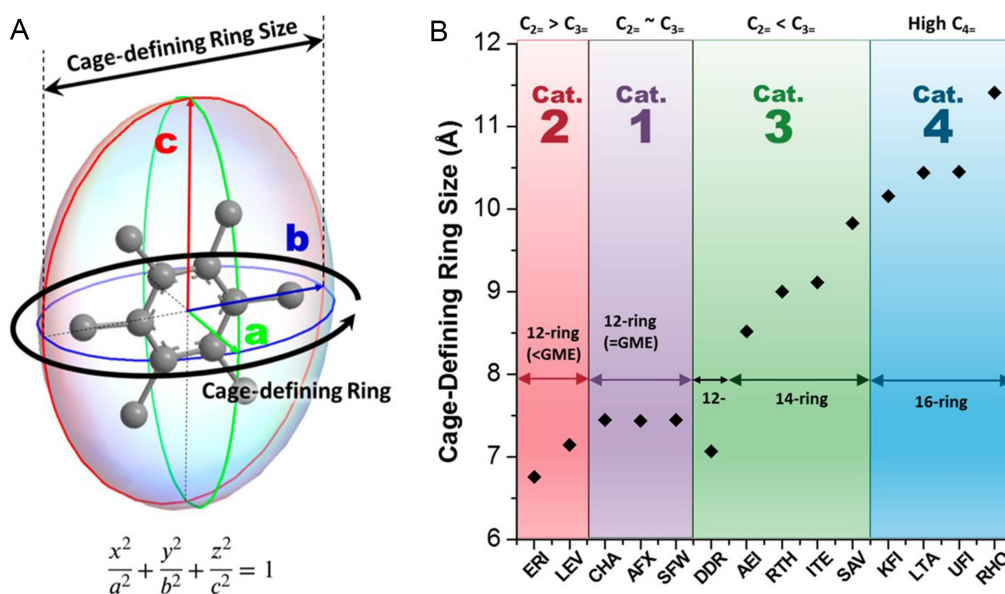 A
Cage-defining Ring Size
c
b
a
Cage-defining Ring
x²/a² + y²/b² + z²/c² = 1
B
C₂₌ > C₃₌
C₂₌ ~ C₃₌
C₂₌ < C₃₌
High C₄₌
Cage-Defining Ring Size (Å)
12
11
10
9
8
7
6
Cat.
2
Cat.
1
Cat.
3
Cat.
4
12-ring
(<GME)
12-ring
(=GME)
12-
14-ring
16-ring
ERI
LEV
CHA
AFX
SFW
DDR
AEI
RTH
ITE
SAV
KFI
LTA
UFI
RHO